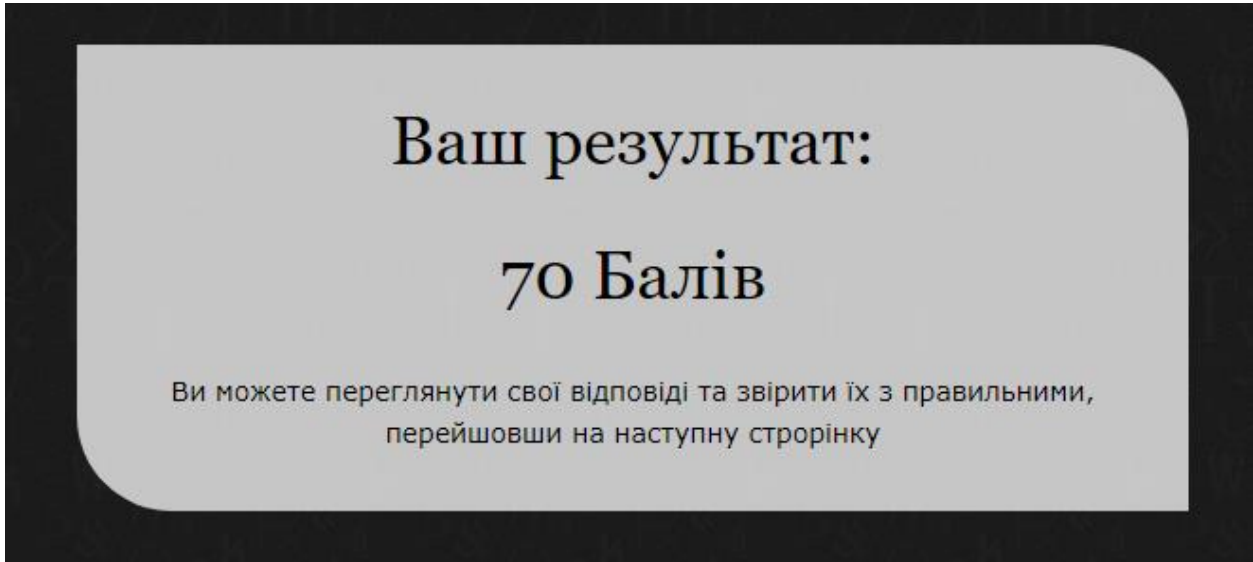 Ваш результат:
70 Балів
Ви можете переглянути свої відповіді та звірити їх з правильними,
перейшовши на наступну строрінку